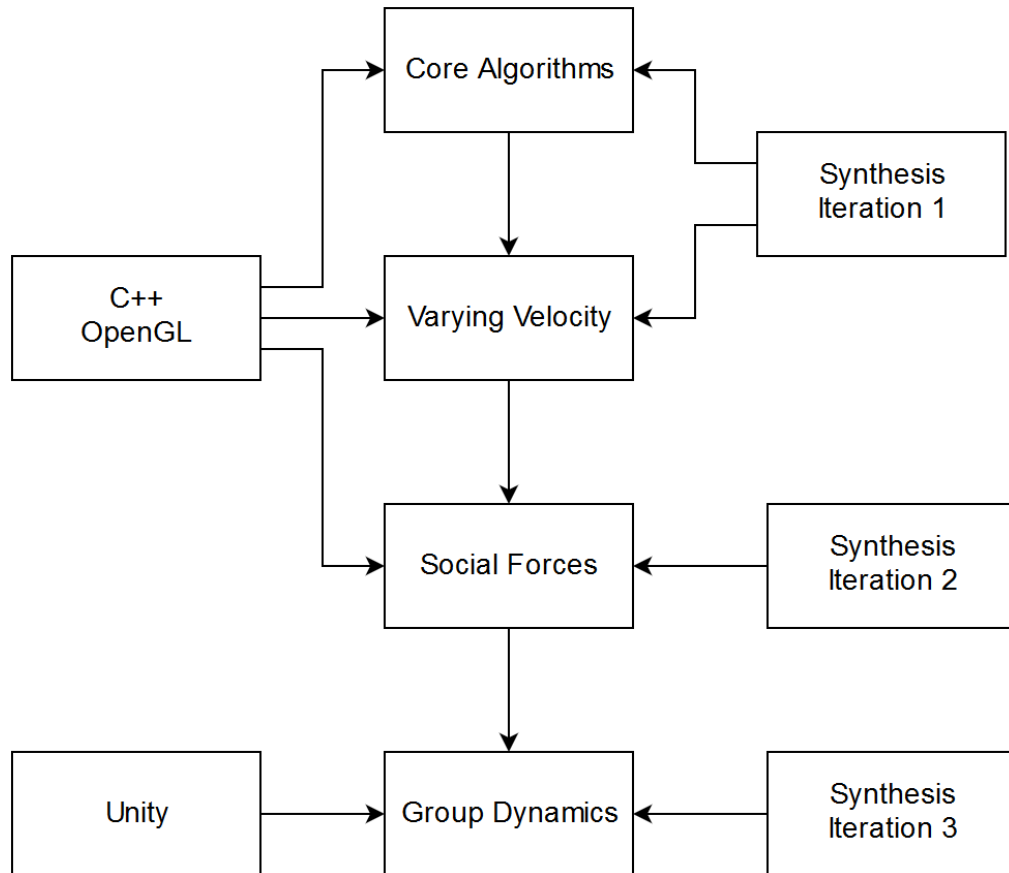 Core Algorithms
Synthesis
Iteration 1
C++
OpenGL
Varying Velocity
Social Forces
Synthesis
Iteration 2
Unity
Group Dynamics
Synthesis
Iteration 3